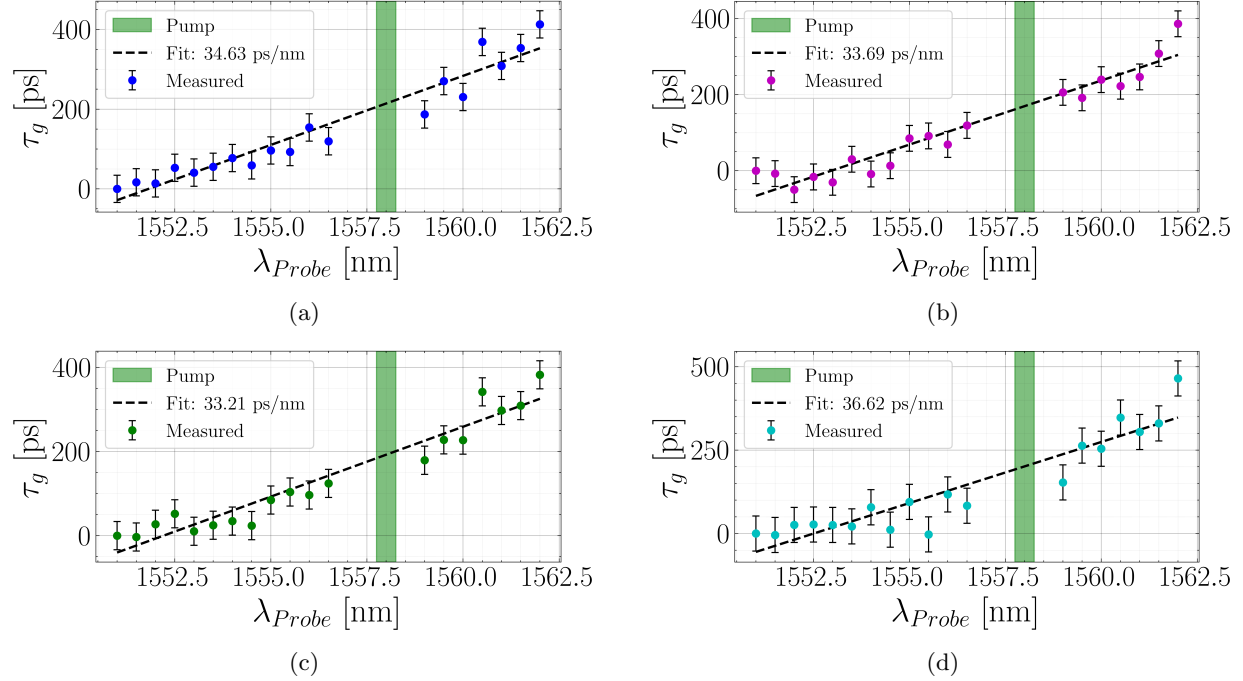 400
200
0
τg [ps]
Pump
Fit: 34.63 ps/nm
Measured
1552.5 1555.0 1557.5 1560.0 1562.5
λProbe [nm]
(a)
400
200
0
τg [ps]
Pump
Fit: 33.69 ps/nm
Measured
1552.5 1555.0 1557.5 1560.0 1562.5
λProbe [nm]
(b)
400
200
0
τg [ps]
Pump
Fit: 33.21 ps/nm
Measured
1552.5 1555.0 1557.5 1560.0 1562.5
λProbe [nm]
(c)
500
250
0
τg [ps]
Pump
Fit: 36.62 ps/nm
Measured
1552.5 1555.0 1557.5 1560.0 1562.5
λProbe [nm]
(d)